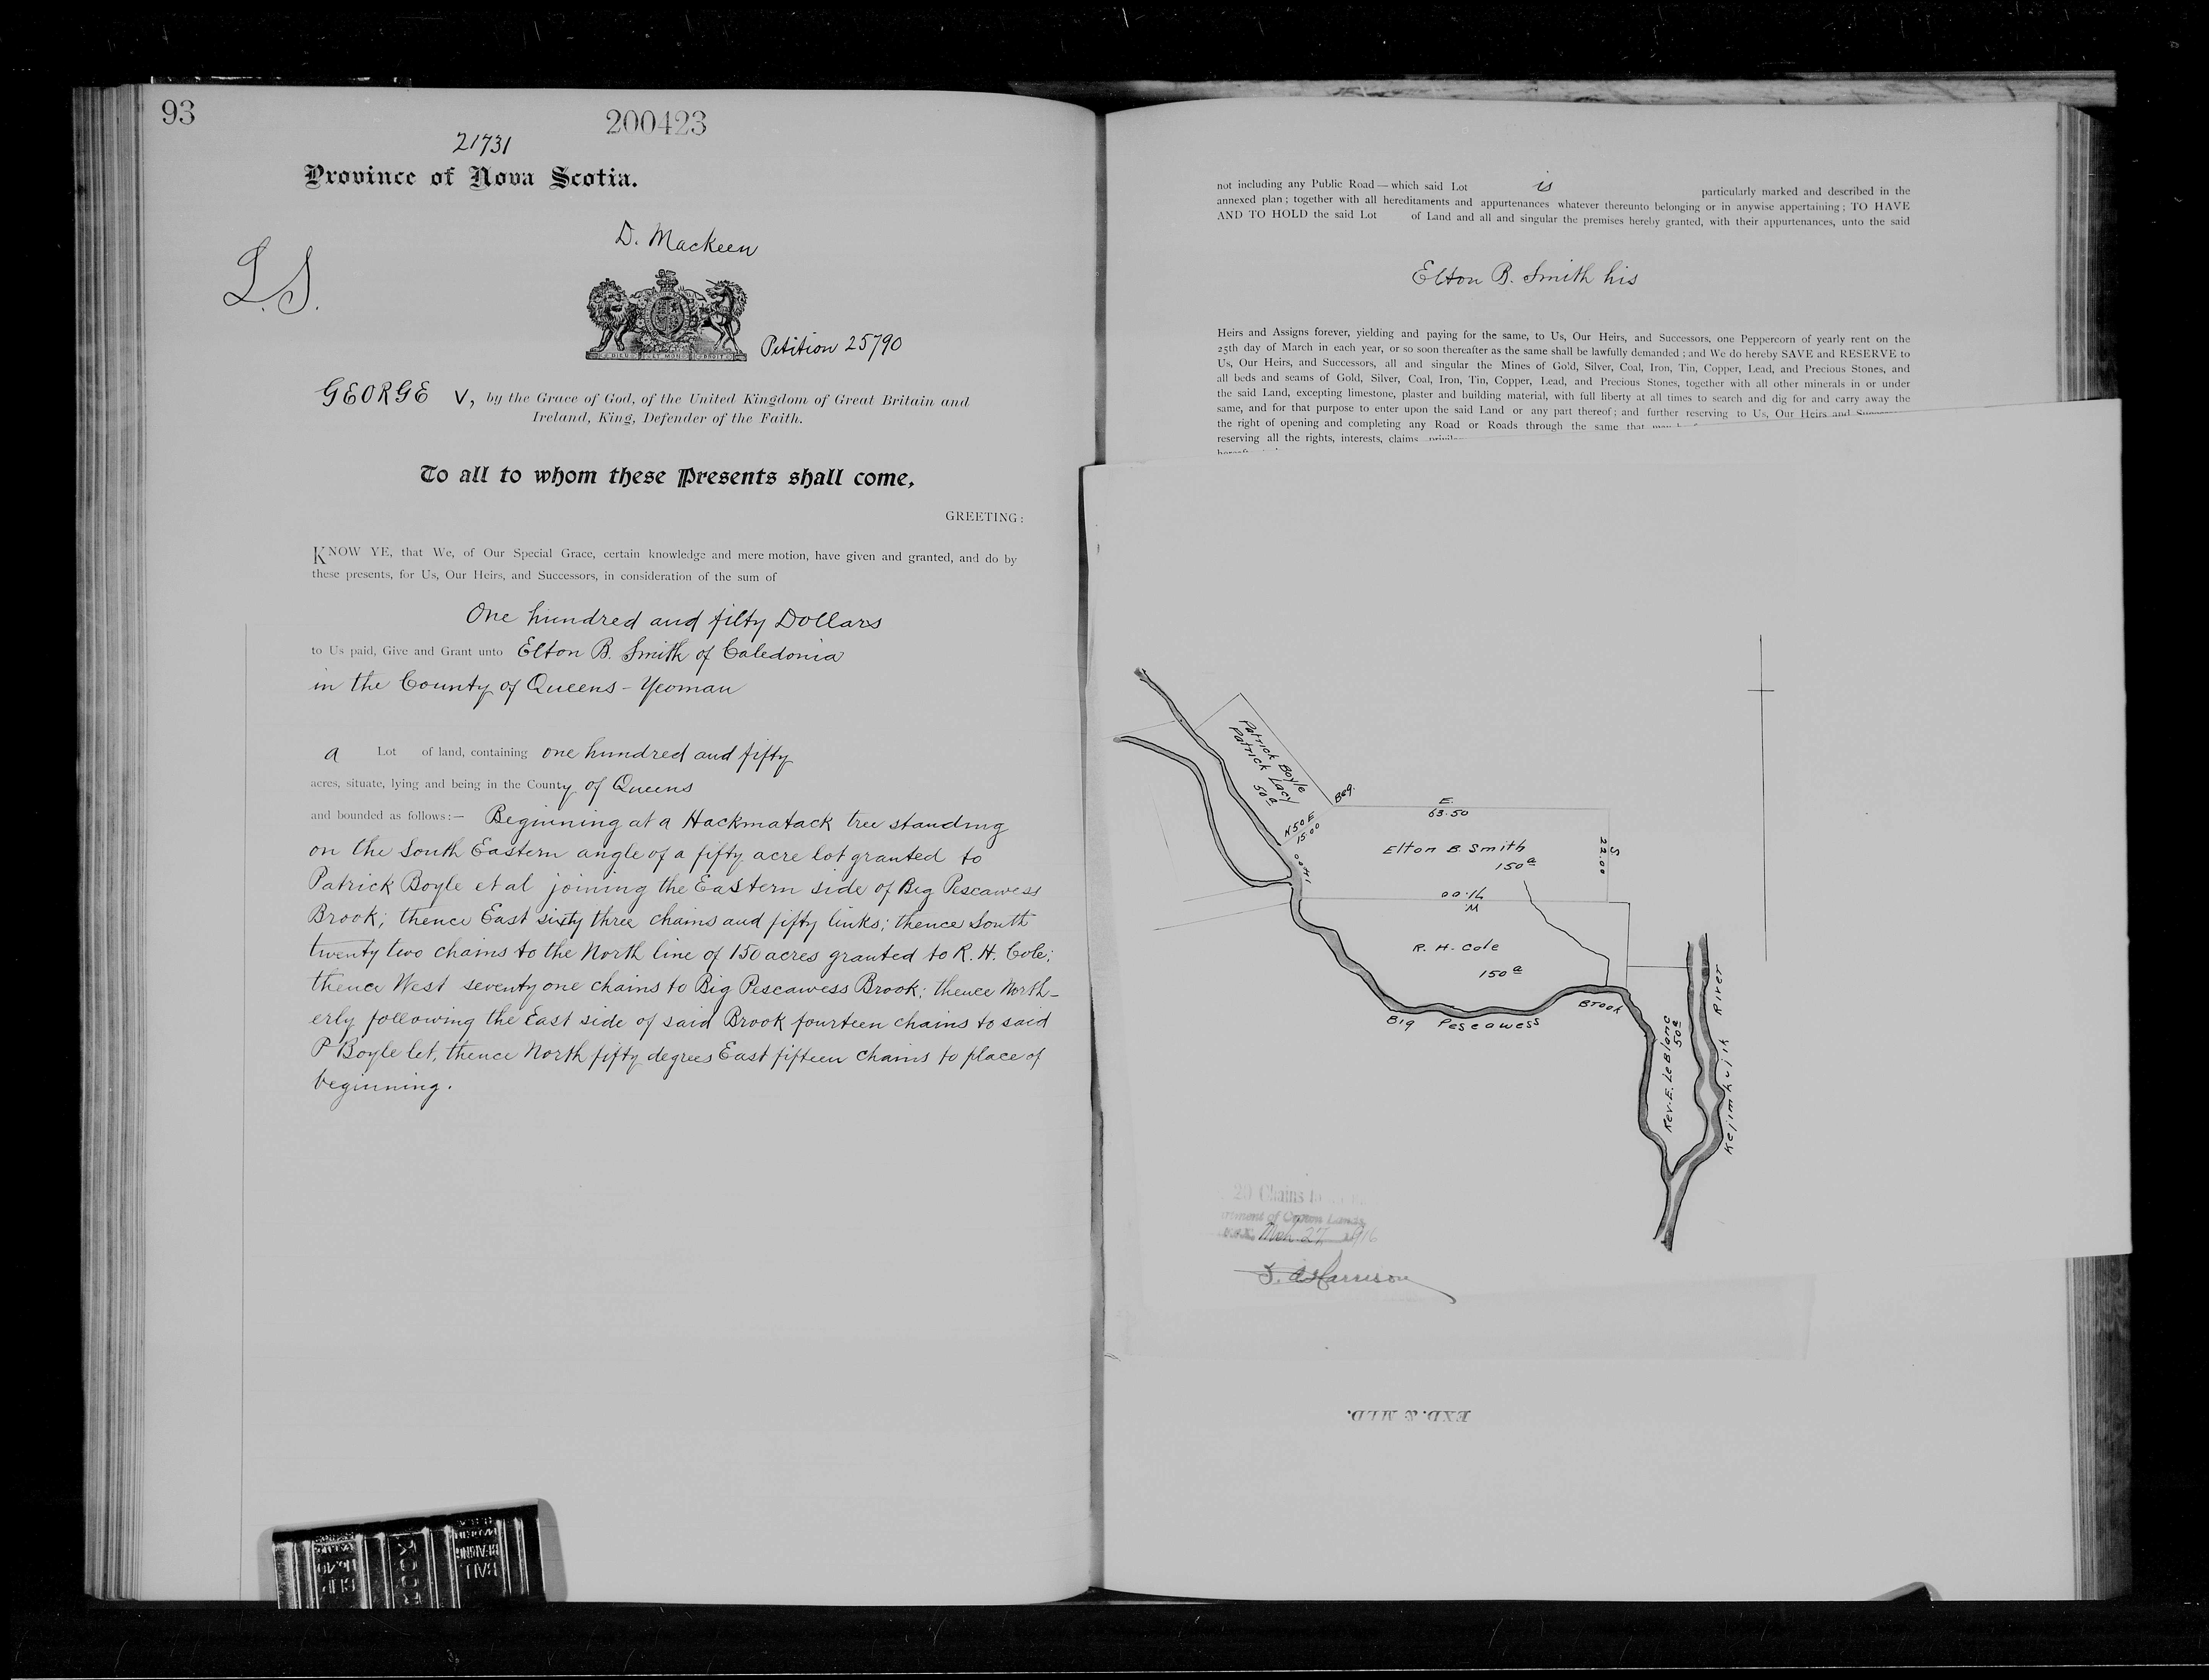 93
200423
21731
Province of Nova Scotia.
L.S.
D. Mackeen
DIEU ET MON DROIT
Petition 25790
GEORGE V, by the Grace of God, of the United Kingdom of Great Britain and
Ireland, King, Defender of the Faith.
To all to whom these Presents shall come,
GREETING:
KNOW YE, that We, of Our Special Grace, certain knowledge and mere motion, have given and granted, and do by
these presents, for Us, Our Heirs, and Successors, in consideration of the sum of
One hundred and fifty Dollars
to Us paid, Give and Grant unto Elton B. Smith of Caledonia
in the County of Queens - Yeoman
a Lot of land, containing one hundred and fifty
acres, situate, lying and being in the County of Queens
and bounded as follows:— Beginning at a Hackmatack tree standing
on the South Eastern angle of a fifty acre lot granted to
Patrick Boyle et al joining the Eastern side of Big Pescawess
Brook; thence East sixty three chains and fifty links; thence South
twenty two chains to the North line of 150 acres granted to R. H. Cole;
thence West seventy one chains to Big Pescawess Brook; thence North-
erly following the East side of said Brook fourteen chains to said
P Boyle lot, thence North fifty degrees East fifteen chains to place of
beginning.
not including any Public Road — which said Lot is particularly marked and described in the
annexed plan; together with all hereditaments and appurtenances whatever thereunto belonging or in anywise appertaining; TO HAVE
AND TO HOLD the said Lot of Land and all and singular the premises hereby granted, with their appurtenances, unto the said
Elton B. Smith his
Heirs and Assigns forever, yielding and paying for the same, to Us, Our Heirs, and Successors, one Peppercorn of yearly rent on the
25th day of March in each year, or so soon thereafter as the same shall be lawfully demanded; and We do hereby SAVE and RESERVE to
Us, Our Heirs, and Successors, all and singular the Mines of Gold, Silver, Coal, Iron, Tin, Copper, Lead, and Precious Stones, and
all beds and seams of Gold, Silver, Coal, Iron, Tin, Copper, Lead, and Precious Stones, together with all other minerals in or under
the said Land, excepting limestone, plaster and building material, with full liberty at all times to search and dig for and carry away the
same, and for that purpose to enter upon the said Land or any part thereof; and further reserving to Us, Our Heirs and
the right of opening and completing any Road or Roads through the same that
reserving all the rights, interests, claims
Patrick Boyle
Patrick Lacy
50a
Beg.
E.
63.50
N50E
15.00
14.00
Elton B. Smith
150a
S
22.00
71.00
W.
R. H. Cole
150a
Big Pescawess Brook
Rev. E. LeBlanc
50a
Kejimkujik River
20 Chains to
Department of Crown Lands
Mch 27 1916
EXD. & MLD.